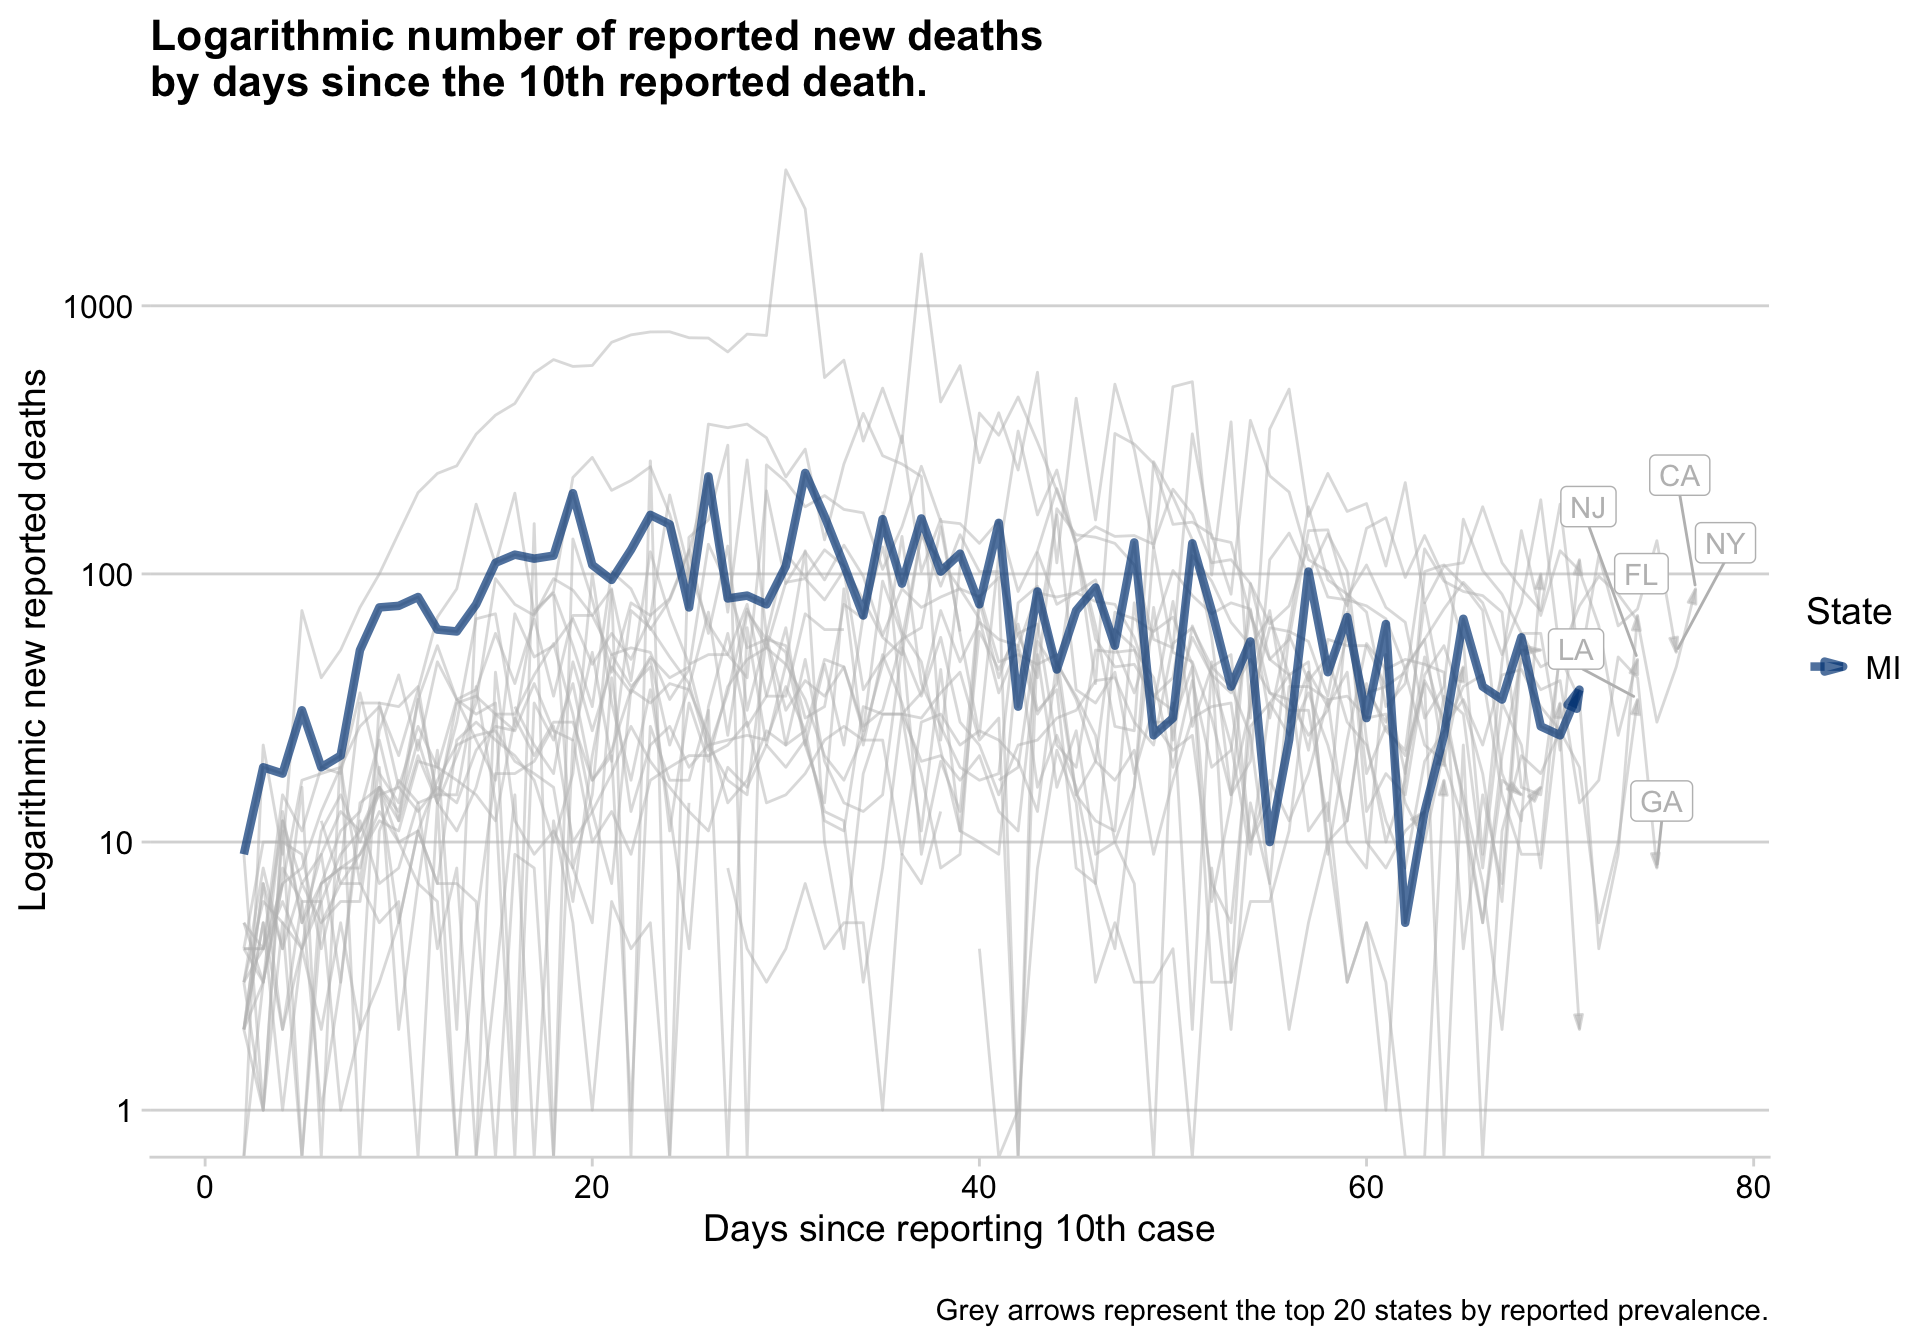 Logarithmic number of reported new deaths
by days since the 10th reported death.
Logarithmic new reported deaths
1000
100
10
1
CA
NJ
NY
FL
LA
GA
State
MI
0 20 40 60 80
Days since reporting 10th case
Grey arrows represent the top 20 states by reported prevalence.